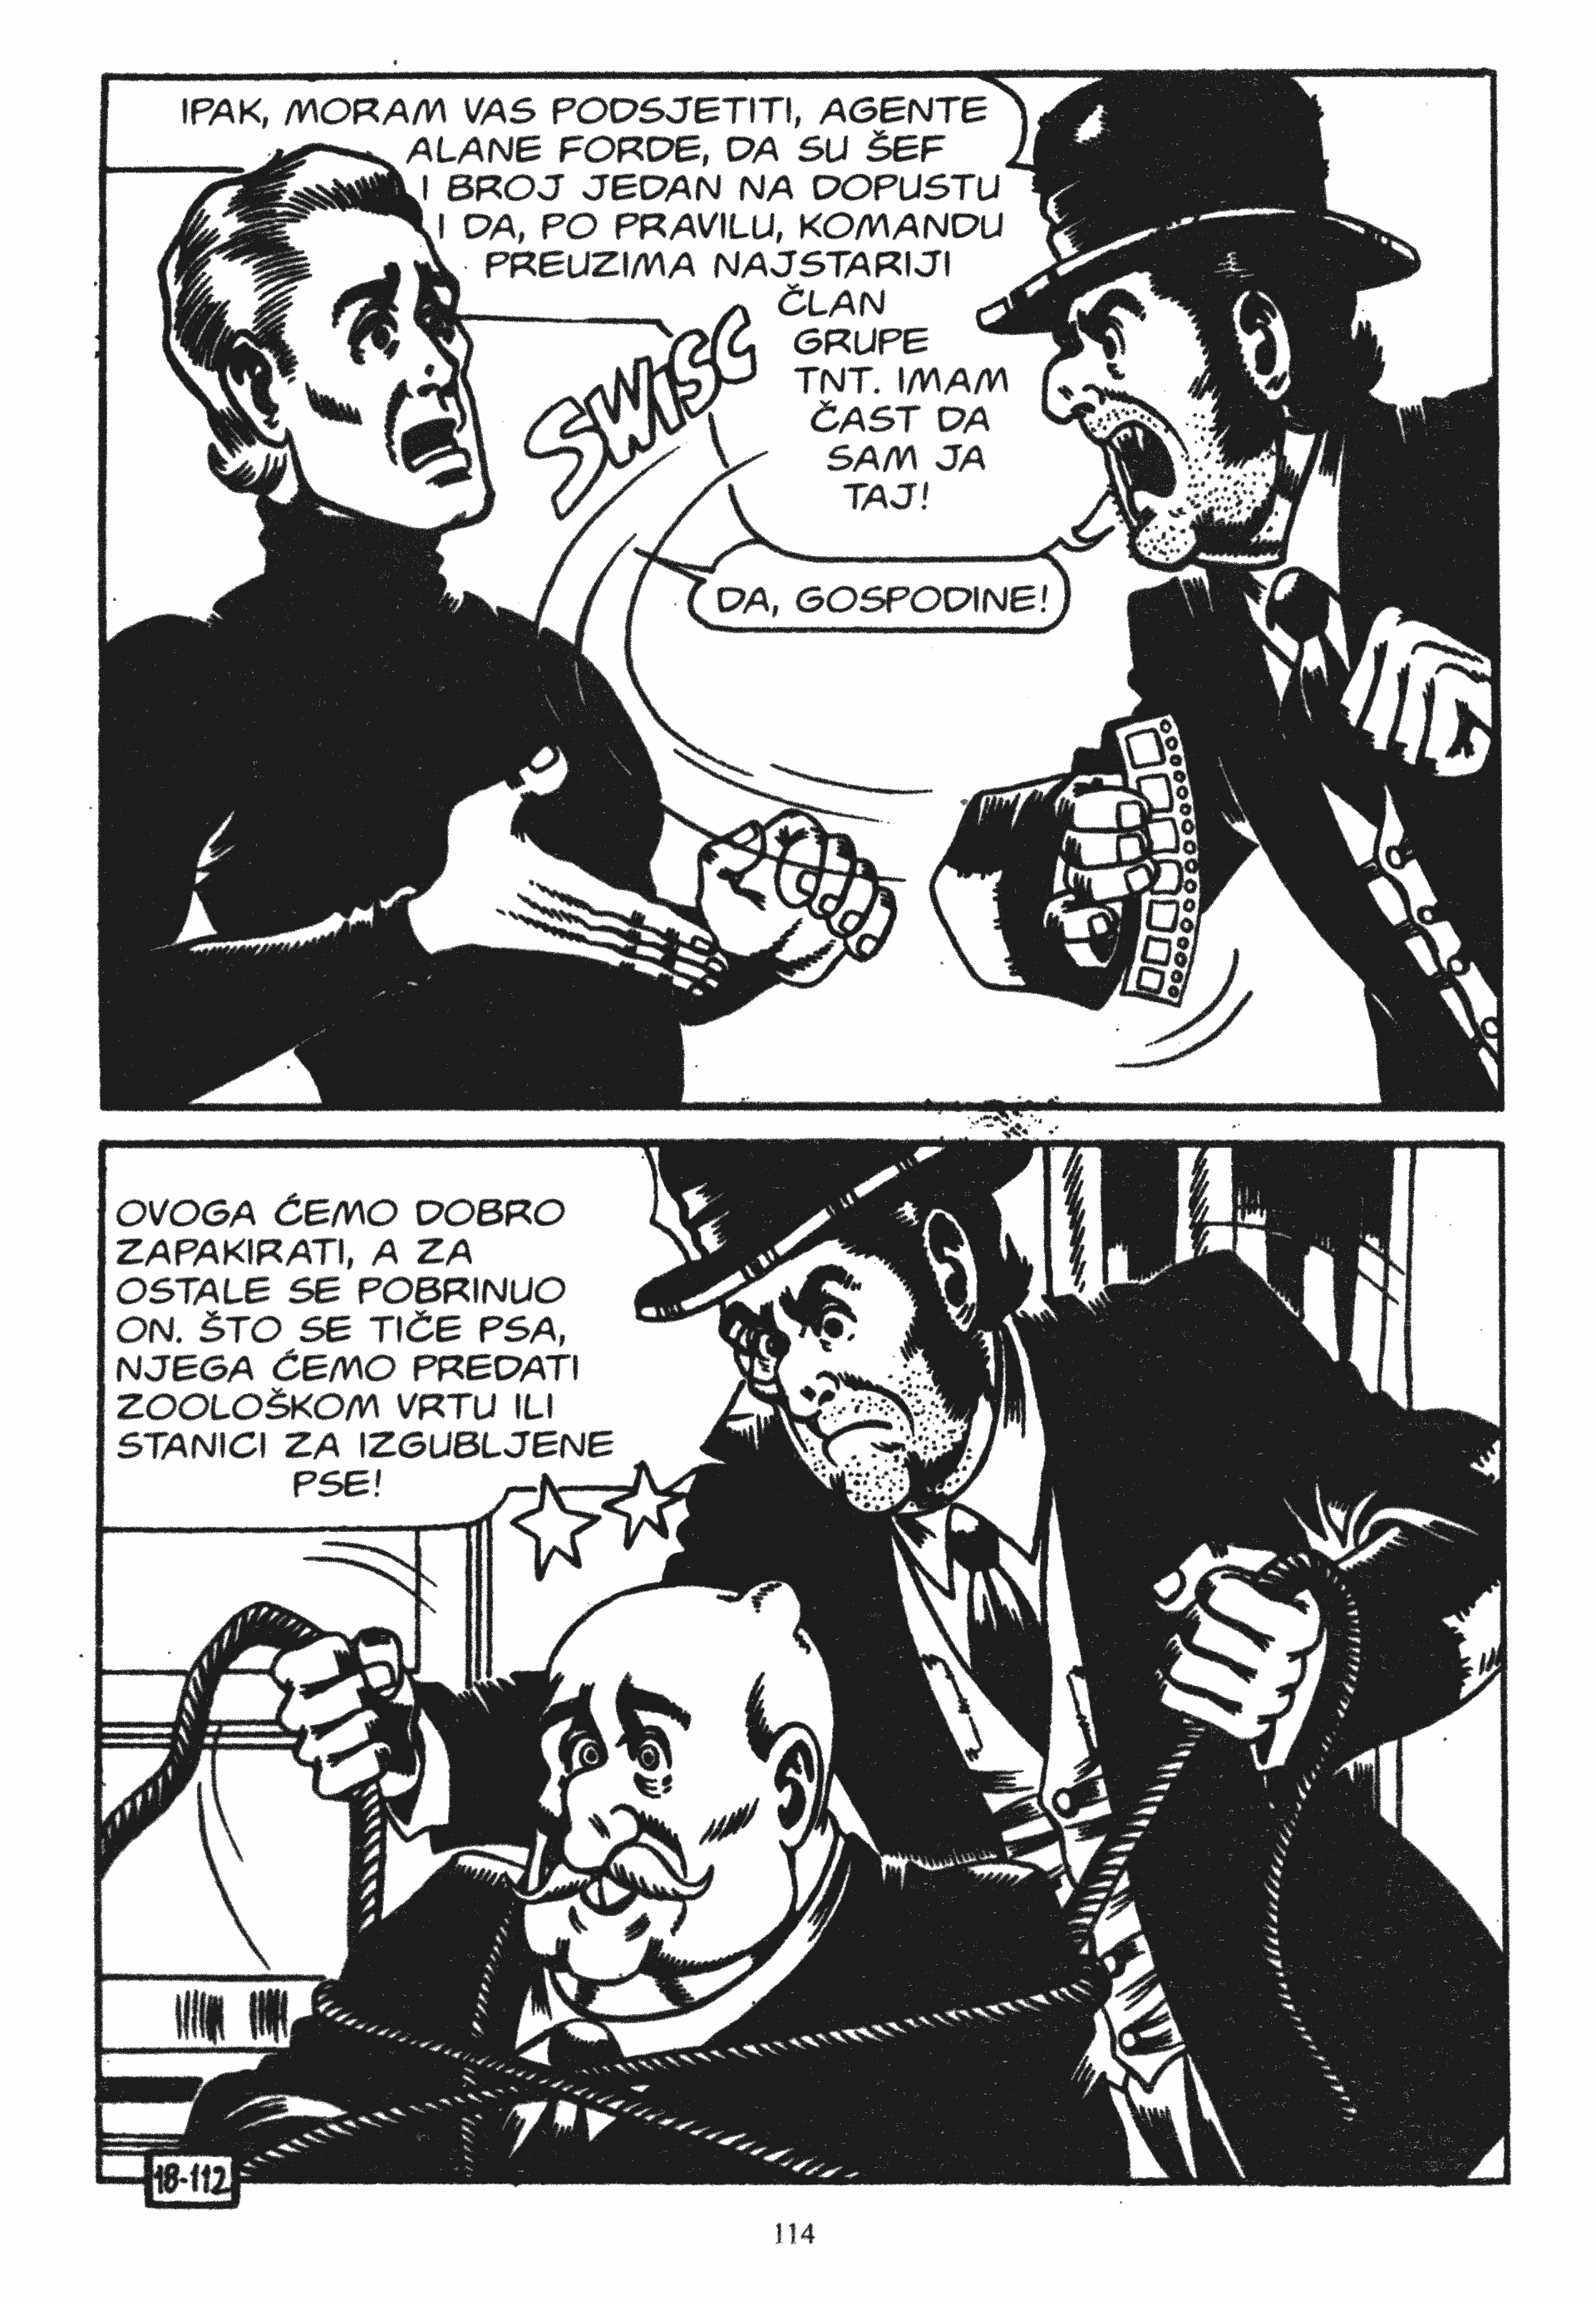 IPAK, MORAM VAS PODSJETITI, AGENTE
ALANE FORDE, DA SU ŠEF
I BROJ JEDAN NA DOPUSTU
I DA, PO PRAVILU, KOMANDU
PREUZIMA NAJSTARIJI
ČLAN
GRUPE
TNT. IMAM
ČAST DA
SAM JA
TAJ!
SWISC
DA, GOSPODINE!
OVOGA ĆEMO DOBRO
ZAPAKIRATI, A ZA
OSTALE SE POBRINUO
ON. ŠTO SE TIČE PSA,
NJEGA ĆEMO PREDATI
ZOOLOŠKOM VRTU ILI
STANICI ZA IZGUBLJENE
PSE!
18-112
114